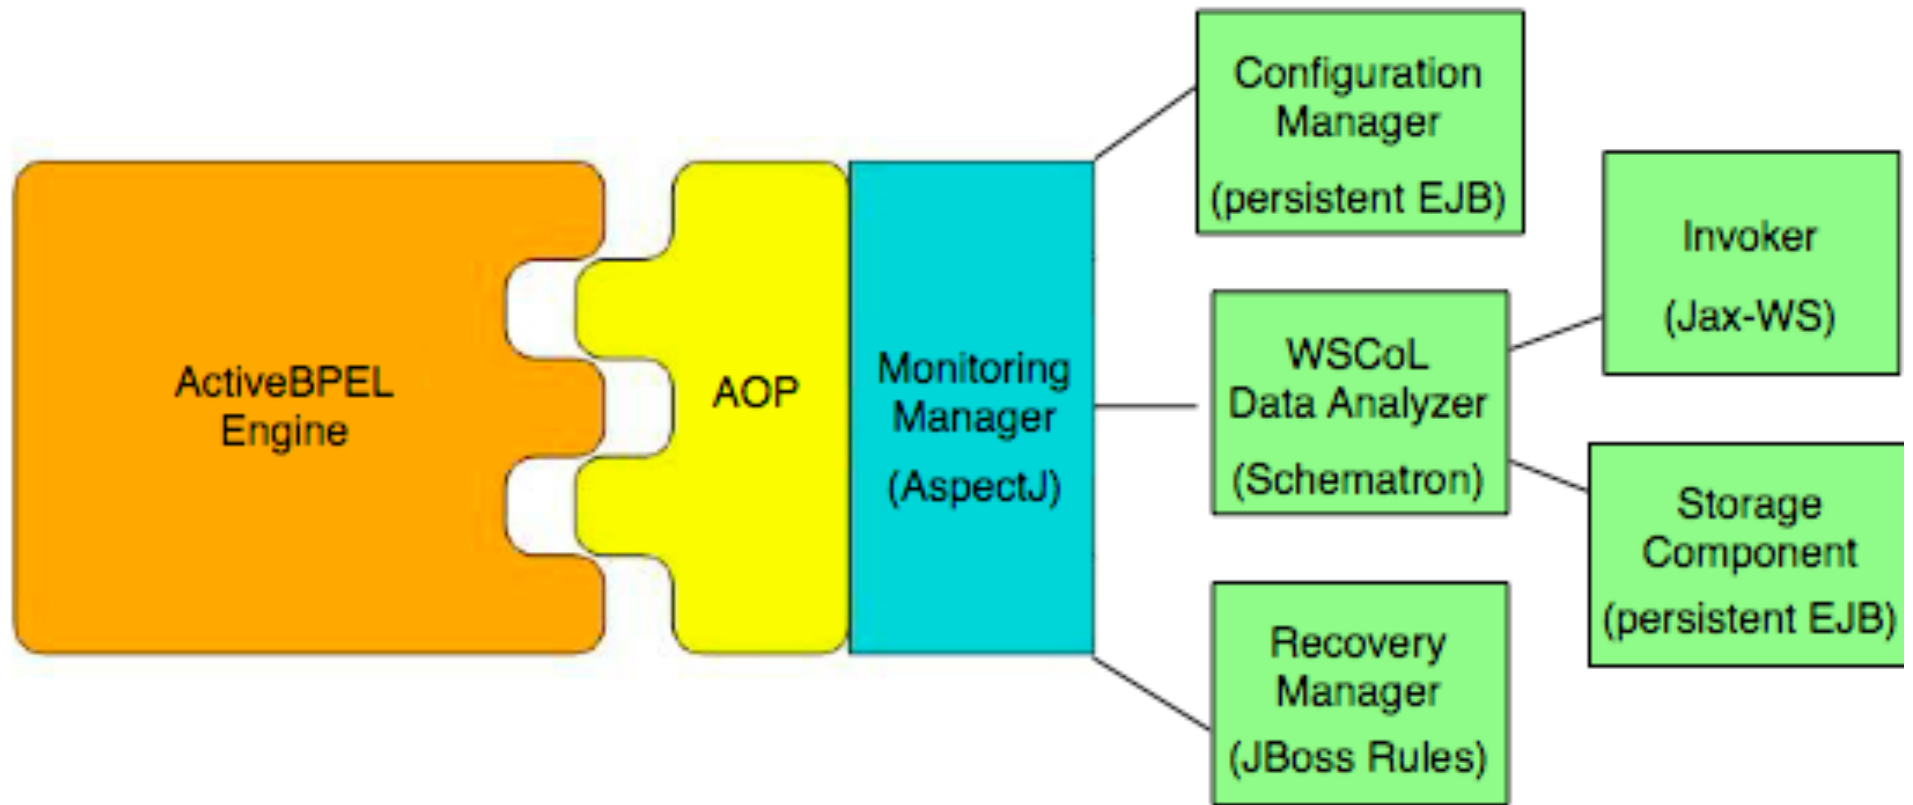 ActiveBPEL
Engine
AOP
Monitoring
Manager
(AspectJ)
Configuration
Manager
(persistent EJB)
WSCoL
Data Analyzer
(Schematron)
Recovery
Manager
(JBoss Rules)
Invoker
(Jax-WS)
Storage
Component
(persistent EJB)